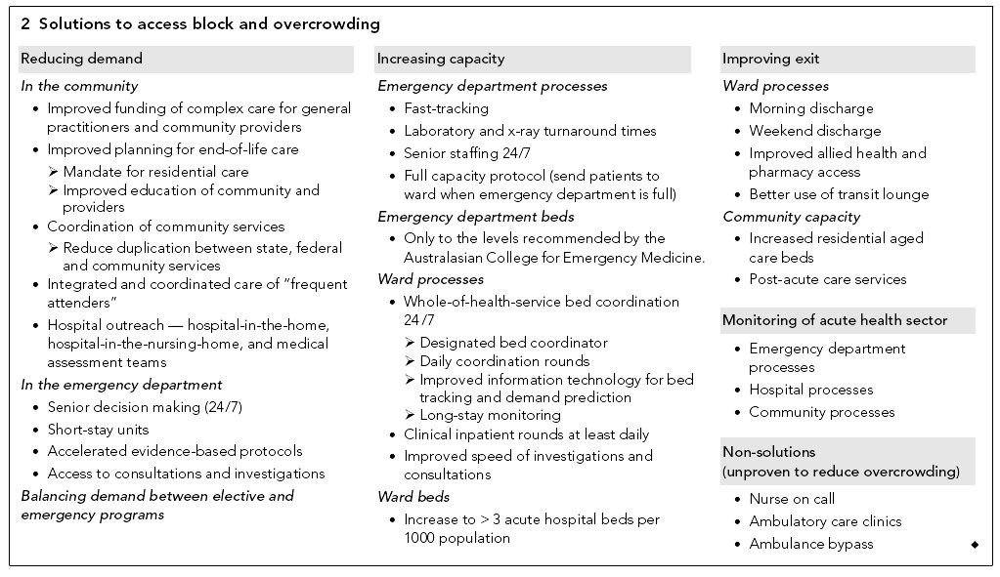 2 Solutions to access block and overcrowding
Reducing demand
In the community
• Improved funding of complex care for general
practitioners and community providers
• Improved planning for end-of-life care
➢ Mandate for residential care
➢ Improved education of community and
providers
• Coordination of community services
➢ Reduce duplication between state, federal
and community services
• Integrated and coordinated care of “frequent
attenders”
• Hospital outreach — hospital-in-the-home,
hospital-in-the-nursing-home, and medical
assessment teams
In the emergency department
• Senior decision making (24/7)
• Short-stay units
• Accelerated evidence-based protocols
• Access to consultations and investigations
Balancing demand between elective and
emergency programs
Increasing capacity
Emergency department processes
• Fast-tracking
• Laboratory and x-ray turnaround times
• Senior staffing 24/7
• Full capacity protocol (send patients to
ward when emergency department is full)
Emergency department beds
• Only to the levels recommended by the
Australasian College for Emergency Medicine.
Ward processes
• Whole-of-health-service bed coordination
24/7
➢ Designated bed coordinator
➢ Daily coordination rounds
➢ Improved information technology for bed
tracking and demand prediction
➢ Long-stay monitoring
• Clinical inpatient rounds at least daily
• Improved speed of investigations and
consultations
Ward beds
• Increase to > 3 acute hospital beds per
1000 population
Improving exit
Ward processes
• Morning discharge
• Weekend discharge
• Improved allied health and
pharmacy access
• Better use of transit lounge
Community capacity
• Increased residential aged
care beds
• Post-acute care services
Monitoring of acute health sector
• Emergency department
processes
• Hospital processes
• Community processes
Non-solutions
(unproven to reduce overcrowding)
• Nurse on call
• Ambulatory care clinics
• Ambulance bypass ◆